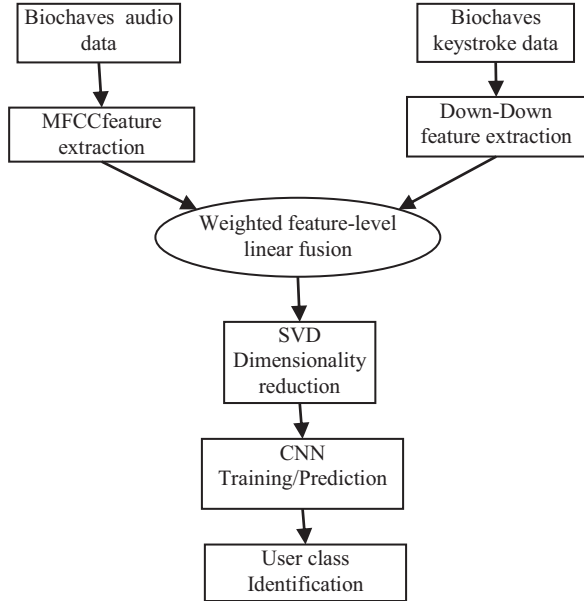 Biochaves audio
data
Biochaves
keystroke data
MFCCfeature
extraction
Down-Down
feature extraction
Weighted feature-level
linear fusion
SVD
Dimensionality
reduction
CNN
Training/Prediction
User class
Identification